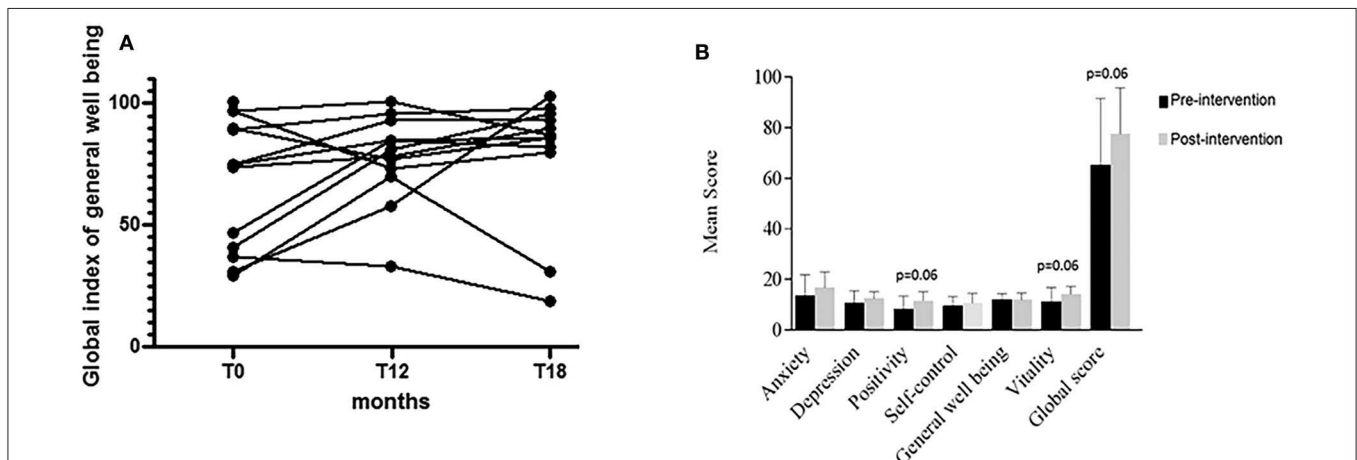 A
Global index of general well being
100
50
0
T0
T12
T18
months
B
Mean Score
100
80
60
40
20
0
p=0.06
p=0.06
p=0.06
Anxiety
Depression
Positivity
Self-control
General well being
Vitality
Global score
Pre-intervention
Post-intervention